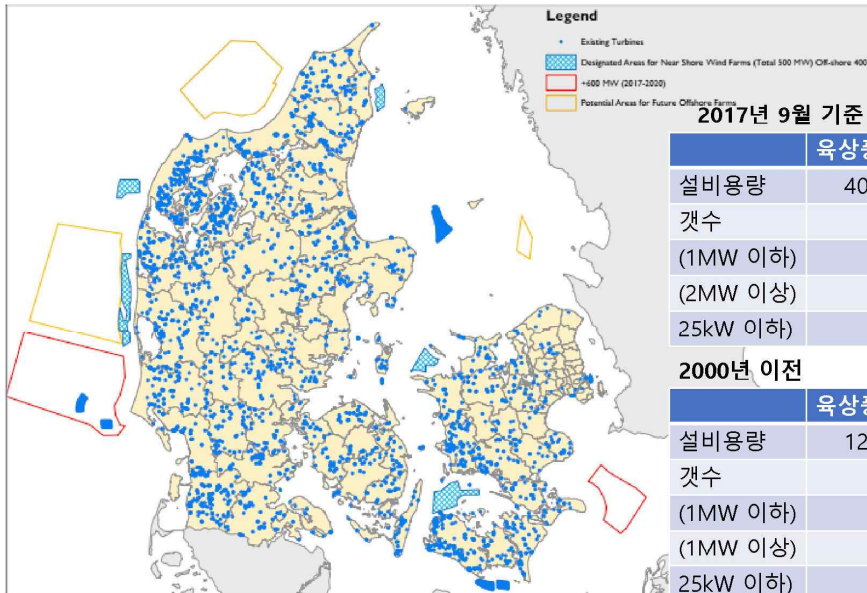 Legend
Existing Turbines
Designated Areas for Near Shore Wind Farms (Total 500 MW) Off-shore 400
+600 MW (2017-2020)
Potential Areas for Future Offshore Farms
2017년 9월 기준
육상
설비용량 40
갯수
(1MW 이하)
(2MW 이상)
25kW 이하)
2000년 이전
육상
설비용량 12
갯수
(1MW 이하)
(1MW 이상)
25kW 이하)